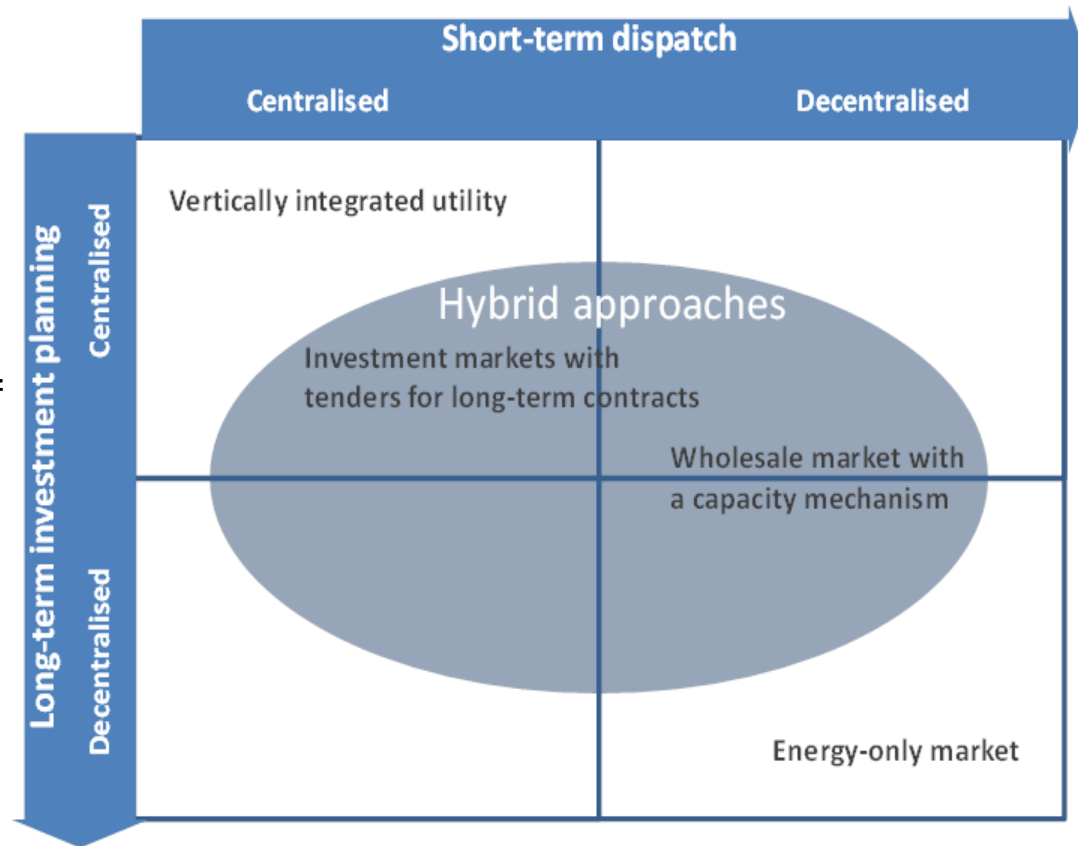 Short-term dispatch
Centralised
Decentralised
Long-term investment planning
Centralised
Decentralised
Vertically integrated utility
Hybrid approaches
Investment markets with
tenders for long-term contracts
Wholesale market with
a capacity mechanism
Energy-only market